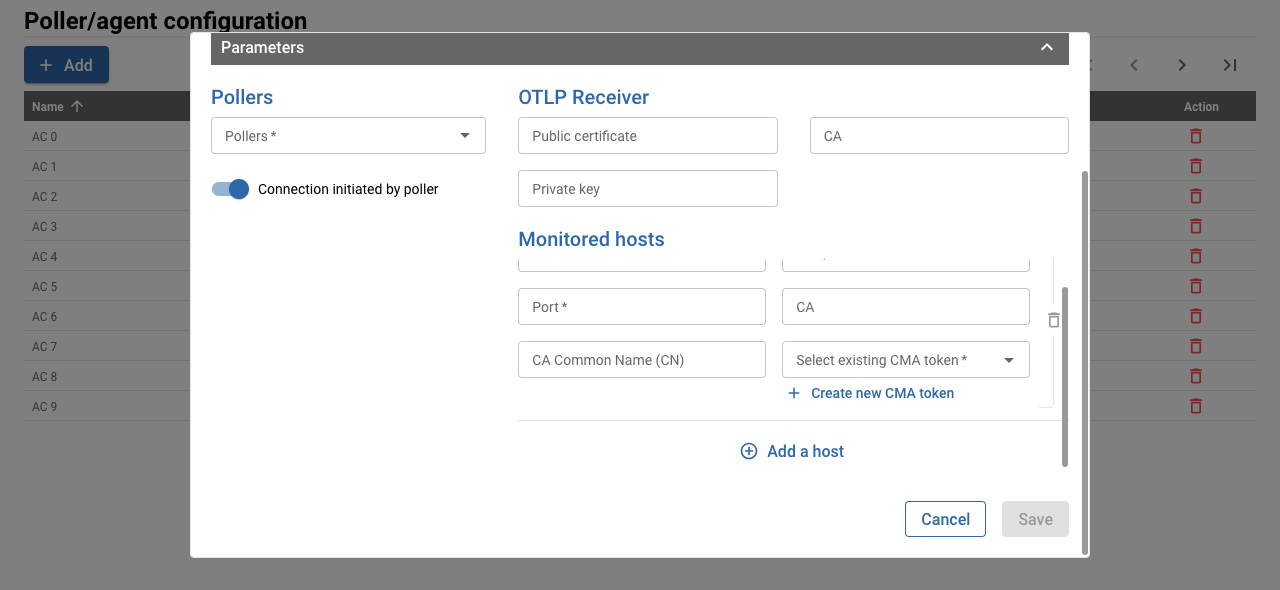 Poller/agent configuration
Parameters
Add
Pollers
OTLP Receiver
Name
Action
Pollers *
Public certificate
CA
AC 0
AC 1
Connection initiated by poller
Private key
AC 2
AC 3
Monitored hosts
AC 4
AC 5
Port *
CA
AC 6
AC 7
CA Common Name (CN)
Select existing CMA token *
AC 8
Create new CMA token
AC 9
Add a host
Cancel
Save